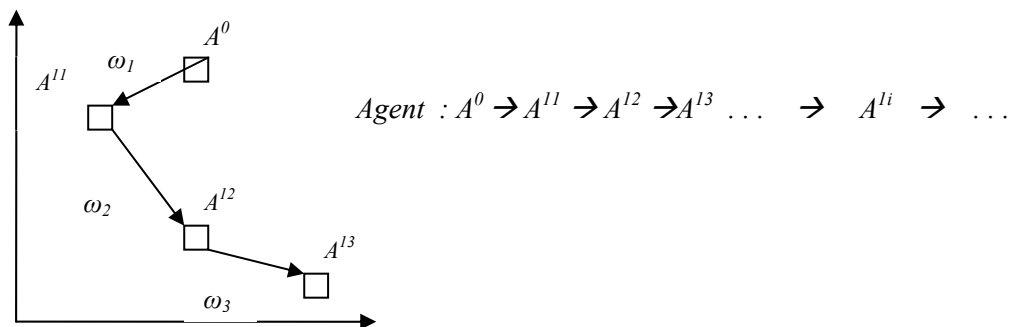 A⁰
ω₁
A¹¹
Agent : A⁰ → A¹¹ → A¹² → A¹³ . . . → A¹ⁱ → . . .
A¹²
ω₂
A¹³
ω₃